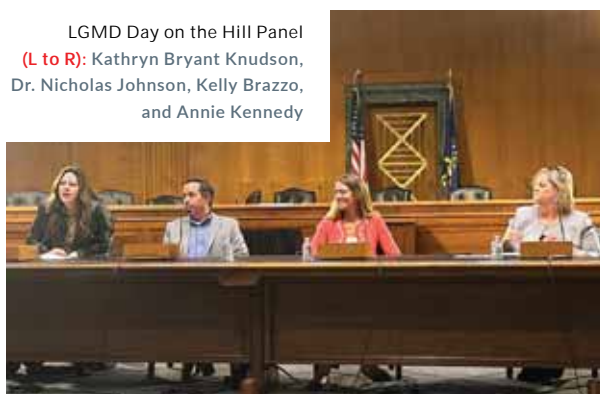 LGMD Day on the Hill Panel
(L to R): Kathryn Bryant Knudson,
Dr. Nicholas Johnson, Kelly Brazzo,
and Annie Kennedy